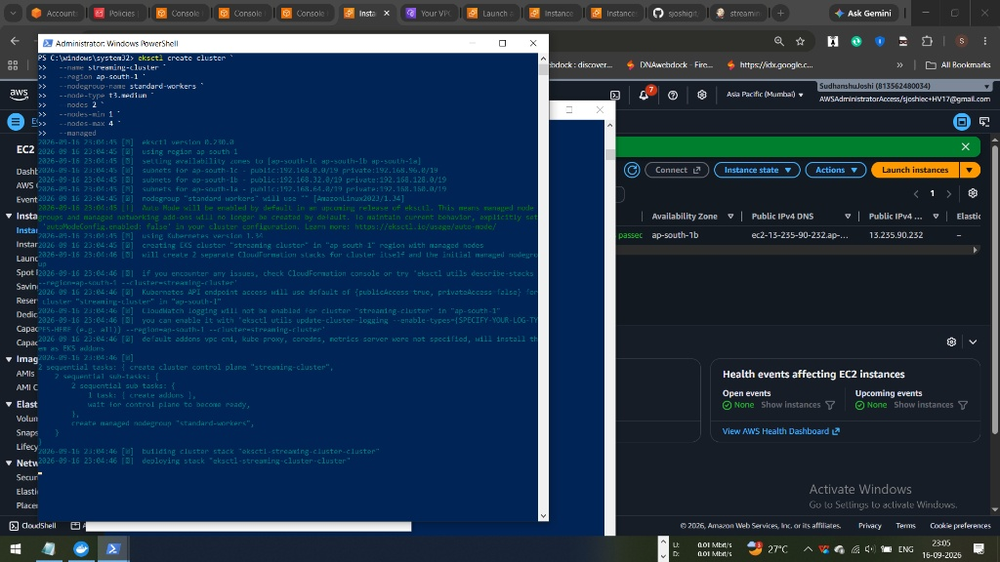 Accounts
Policies
Console
Console
Console
Insta
Your VPC
Launch
Instance
Instance
sjoshigit
streamin
Ask Gemini
Administrator: Windows PowerShell
PS C:\windows\system32> eksctl create cluster `
>> --name streaming-cluster `
>> --region ap-south-1 `
>> --nodegroup-name standard-workers `
>> --node-type t3.medium `
>> --nodes 2 `
>> --nodes-min 1 `
>> --nodes-max 4 `
>> --managed
2026-09-16 23:04:45 eksctl version 0.230.0
2026-09-16 23:04:45 using region ap-south-1
2026-09-16 23:04:45 setting availability zones to [ap-south-1c ap-south-1b ap-south-1a]
2026-09-16 23:04:45 subnets for ap-south-1c - public:192.168.0.0/19 private:192.168.96.0/19
2026-09-16 23:04:45 subnets for ap-south-1b - public:192.168.32.0/19 private:192.168.128.0/19
2026-09-16 23:04:45 subnets for ap-south-1a - public:192.168.64.0/19 private:192.168.160.0/19
2026-09-16 23:04:45 nodegroup "standard-workers" will use "" [AmazonLinux2023/1.34]
2026-09-16 23:04:45 [!] Auto Mode will be enabled by default in an upcoming release of eksctl. This means managed node
groups and managed networking add-ons will no longer be created by default. To maintain current behavior, explicitly set
'autoModeConfig.enabled: false' in your cluster configuration. Learn more: https://eksctl.io/usage/auto-mode/
2026-09-16 23:04:45 using Kubernetes version 1.34
2026-09-16 23:04:45 creating EKS cluster "streaming-cluster" in "ap-south-1" region with managed nodes
2026-09-16 23:04:45 will create 2 separate CloudFormation stacks for cluster itself and the initial managed nodegro
up
2026-09-16 23:04:46 if you encounter any issues, check CloudFormation console or try 'eksctl utils describe-stacks
--region=ap-south-1 --cluster=streaming-cluster'
2026-09-16 23:04:46 Kubernetes API endpoint access will use default of {publicAccess=true, privateAccess=false} for
cluster "streaming-cluster" in "ap-south-1"
2026-09-16 23:04:46 CloudWatch logging will not be enabled for cluster "streaming-cluster" in "ap-south-1"
2026-09-16 23:04:46 you can enable it with 'eksctl utils update-cluster-logging --enable-types={SPECIFY-YOUR-LOG-TY
PES-HERE (e.g. all)} --region=ap-south-1 --cluster=streaming-cluster'
2026-09-16 23:04:46 default addons vpc-cni, kube-proxy, coredns, metrics-server were not specified, will install th
em as EKS addons
2026-09-16 23:04:46
2 sequential tasks: { create cluster control plane "streaming-cluster",
2 sequential sub-tasks: {
2 sequential sub-tasks: {
1 task: { create addons },
wait for control plane to become ready,
},
create managed nodegroup "standard-workers",
}
}
2026-09-16 23:04:46 building cluster stack "eksctl-streaming-cluster-cluster"
2026-09-16 23:04:46 deploying stack "eksctl-streaming-cluster-cluster"
bdock : discover...
DNAwebdock - Fire...
https://idx.google.c...
All Bookmarks
aws
7
Asia Pacific (Mumbai)
SudhanshuJoshi (813562480034)
AWSAdministratorAccess/sjoshiec+HV17@gmail.com
EC2
Dashb
AWS
Event
Insta
Instar
Instar
Launc
Spot
Savin
Reser
Dedic
Capac
Capac
Imag
AMIs
AMI C
Elast
Volun
Snaps
Lifecy
Netw
Secur
Elasti
Placer
CloudShell
Connect
Instance state
Actions
Launch instances
1
Availability Zone
Public IPv4 DNS
Public IPv4 ...
Elastic
passec
ap-south-1b
ec2-13-235-90-232.ap-...
13.235.90.232
–
Health events affecting EC2 instances
Open events
Upcoming events
None
Show instances
None
Show instances
View AWS Health Dashboard
Activate Windows
Go to Settings to activate Windows.
© 2026, Amazon Web Services, Inc. or its affiliates.
Privacy
Terms
Cookie preferences
U: 0.01 Mbit/s
D: 0.01 Mbit/s
27°C
ENG
23:05
16-09-2026